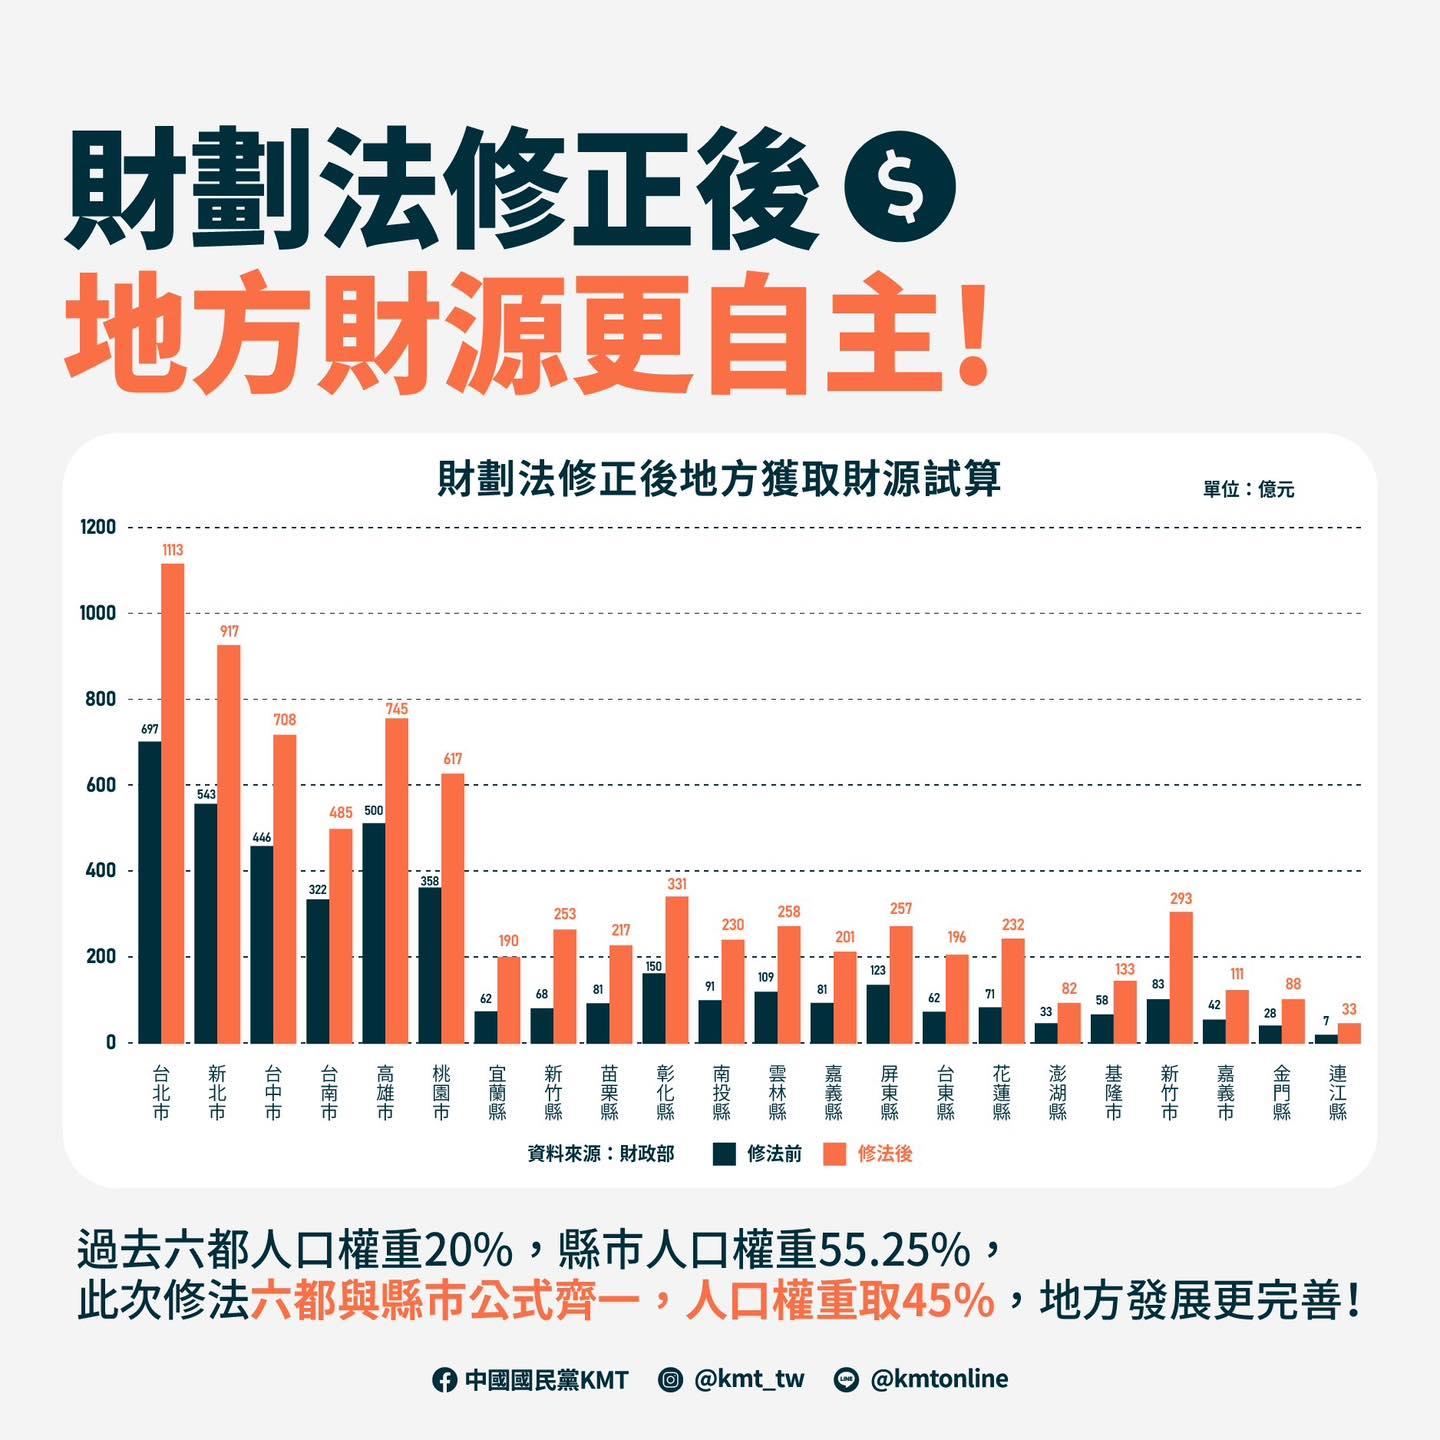 財劃法修正後
地方財源更自主!
財劃法修正後地方獲取財源試算
單位：億元
1200
1000
800
600
400
200
0
697 1113
543 917
446 708
322 485
500 745
358 617
62 190
68 253
81 217
150 331
91 230
109 258
81 201
123 257
62 196
71 232
33 82
58 133
83 293
42 111
28 88
7 33
台北市
新北市
台中市
台南市
高雄市
桃園市
宜蘭縣
新竹縣
苗栗縣
彰化縣
南投縣
雲林縣
嘉義縣
屏東縣
台東縣
花蓮縣
澎湖縣
基隆市
新竹市
嘉義市
金門縣
連江縣
資料來源：財政部 修法前 修法後
過去六都人口權重20%，縣市人口權重55.25%，
此次修法六都與縣市公式齊一，人口權重取45%，地方發展更完善!
中國國民黨KMT @kmt_tw LINE @kmtonline